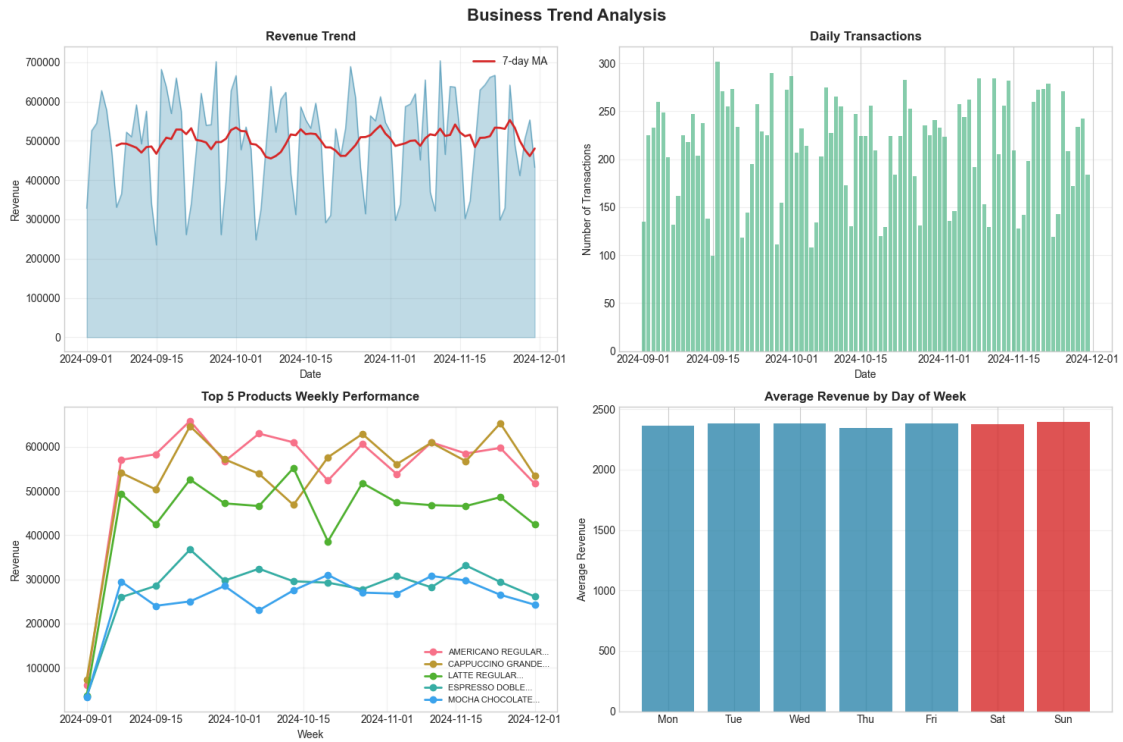 Business Trend Analysis
Revenue Trend
7-day MA
700000
600000
500000
400000
300000
200000
100000
0
Revenue
2024-09-01 2024-09-15 2024-10-01 2024-10-15 2024-11-01 2024-11-15 2024-12-01
Date
Daily Transactions
300
250
200
150
100
50
0
Number of Transactions
2024-09-01 2024-09-15 2024-10-01 2024-10-15 2024-11-01 2024-11-15 2024-12-01
Date
Top 5 Products Weekly Performance
600000
500000
400000
300000
200000
100000
Revenue
AMERICANO REGULAR...
CAPPUCCINO GRANDE...
LATTE REGULAR...
ESPRESSO DOBLE...
MOCHA CHOCOLATE...
2024-09-01 2024-09-15 2024-10-01 2024-10-15 2024-11-01 2024-11-15 2024-12-01
Week
Average Revenue by Day of Week
2500
2000
1500
1000
500
0
Average Revenue
Mon Tue Wed Thu Fri Sat Sun